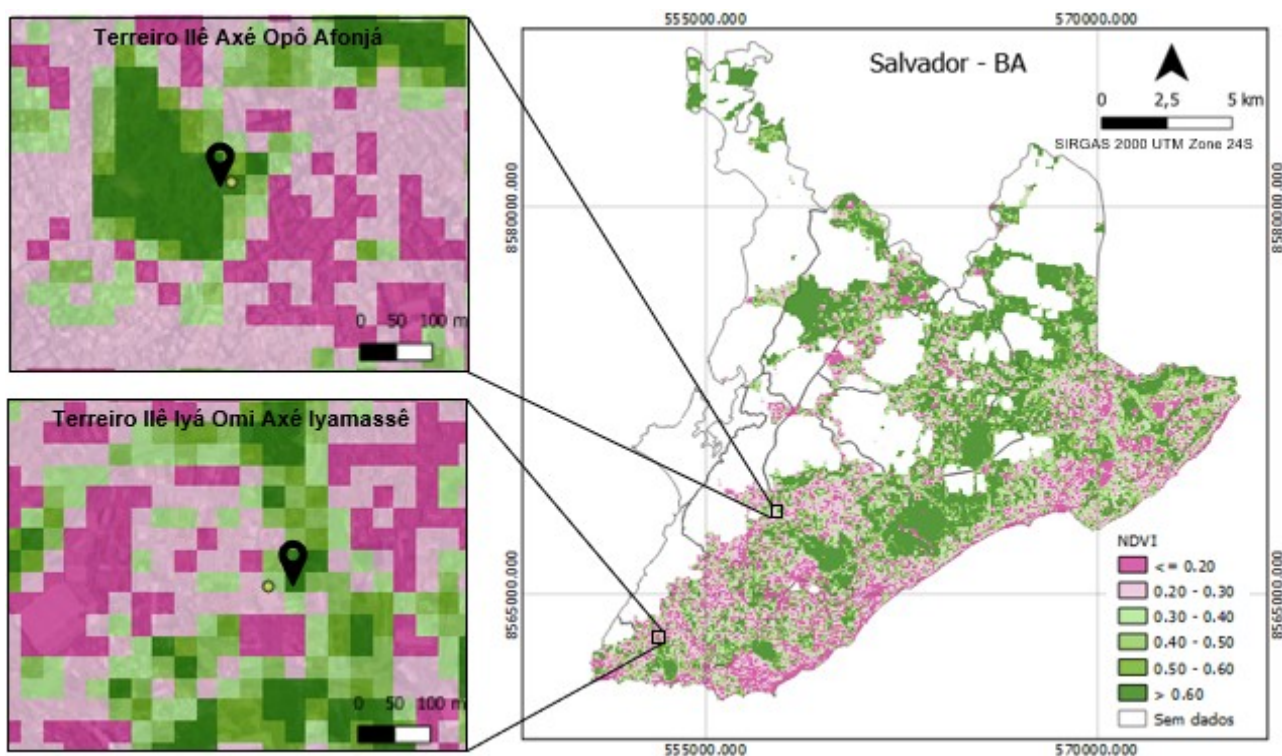 Terreiro Ilê Axé Opô Afonjá
0 50 100 m
Terreiro Ilê Iyá Omi Axé Iyamassê
0 50 100 m
555000.000
570000.000
Salvador - BA
0 2,5 5 km
SIRGAS 2000 UTM Zone 24S
8580000.000
8580000.000
8565000.000
8565000.000
NDVI
< = 0.20
0.20 - 0.30
0.30 - 0.40
0.40 - 0.50
0.50 - 0.60
> 0.60
Sem dados
555000.000
570000.000